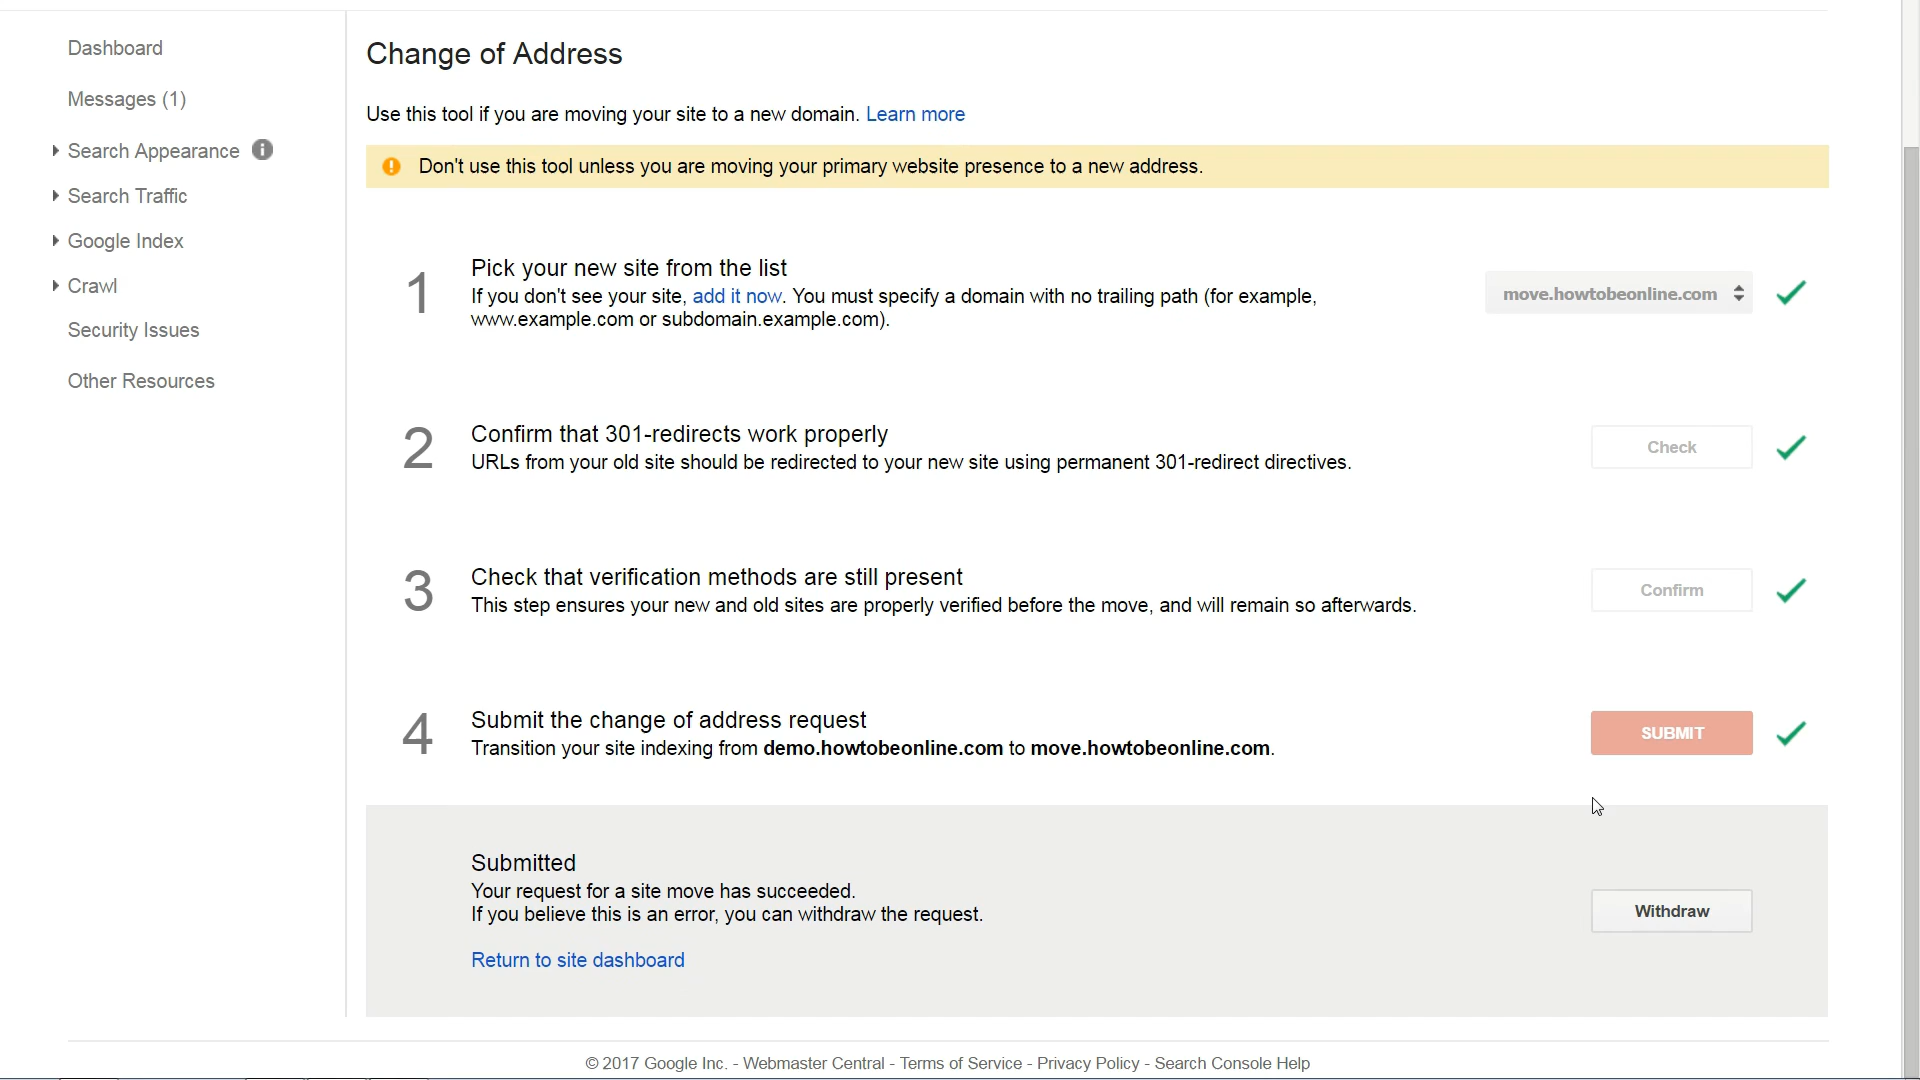 Dashboard
Messages (1)
Search Appearance
Search Traffic
Google Index
Crawl
Security Issues
Other Resources
Change of Address
Use this tool if you are moving your site to a new domain. Learn more
Don't use this tool unless you are moving your primary website presence to a new address.
1
Pick your new site from the list
If you don't see your site, add it now. You must specify a domain with no trailing path (for example,
www.example.com or subdomain.example.com).
move.howtobeonline.com
2
Confirm that 301-redirects work properly
URLs from your old site should be redirected to your new site using permanent 301-redirect directives.
Check
3
Check that verification methods are still present
This step ensures your new and old sites are properly verified before the move, and will remain so afterwards.
Confirm
4
Submit the change of address request
Transition your site indexing from demo.howtobeonline.com to move.howtobeonline.com.
SUBMIT
Submitted
Your request for a site move has succeeded.
If you believe this is an error, you can withdraw the request.
Withdraw
Return to site dashboard
© 2017 Google Inc. - Webmaster Central - Terms of Service - Privacy Policy - Search Console Help